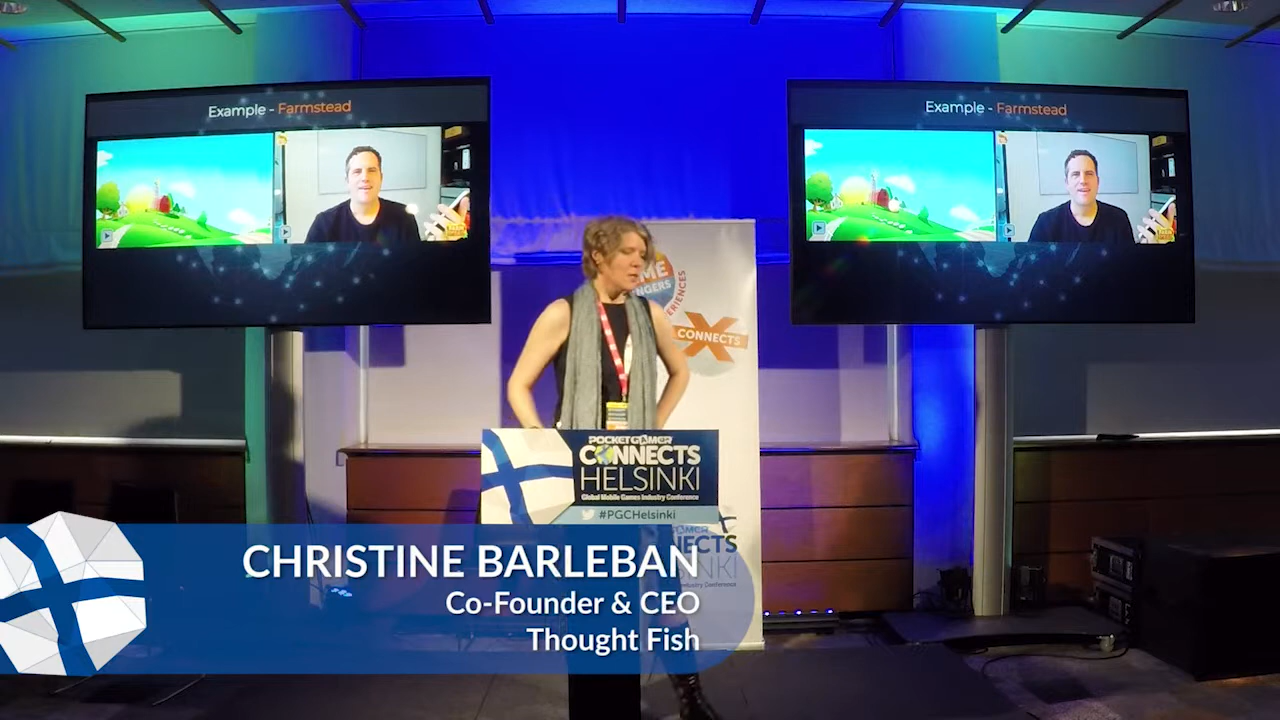 Example - Farmstead
Example - Farmstead
CONNECTS
POCKET GAMER
CONNECTS
HELSINKI
Global Mobile Games Industry Conference
#PGCHelsinki
CHRISTINE BARLEBAN
Co-Founder & CEO
Thought Fish